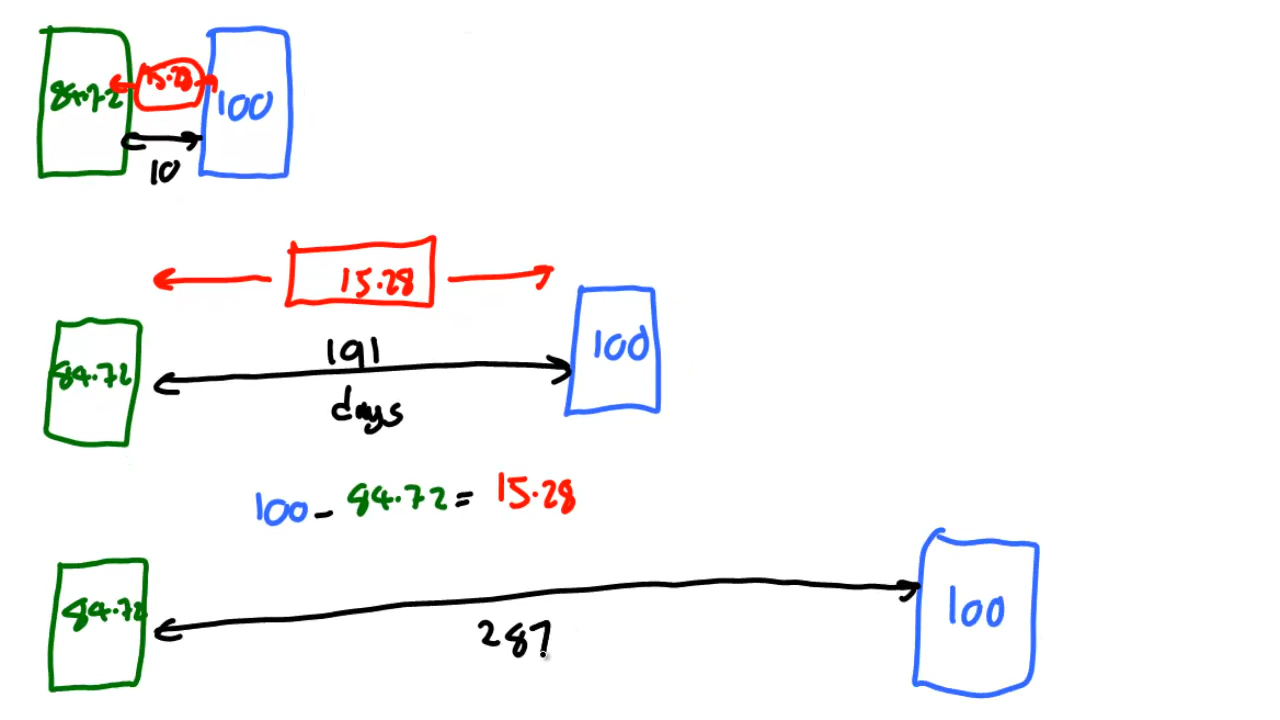 84.72 15.28 100
10
15.28
84.72 191 100
days
100 - 84.72 = 15.28
84.72 287 100